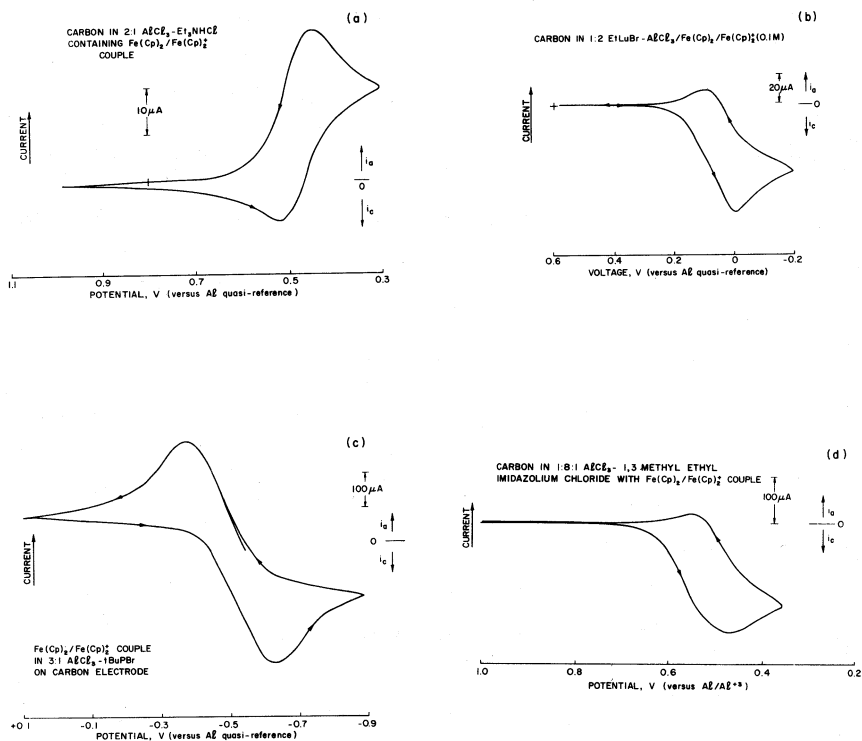 (a)
CARBON IN 2:1 AℓCℓ₃-Et₃NHCℓ
CONTAINING Fe(Cp)₂/Fe(Cp)₂⁺
COUPLE
10μA
CURRENT
iₐ
0
i꜀
1.1 0.9 0.7 0.5 0.3
POTENTIAL, V (versus Aℓ quasi-reference)
(b)
CARBON IN 1:2 EtLuBr-AℓCℓ₃/Fe(Cp)₂/Fe(Cp)₂⁺(0.1M)
20μA
iₐ
0
i꜀
CURRENT
0.6 0.4 0.2 0 -0.2
VOLTAGE, V (versus Aℓ quasi-reference)
(c)
100μA
iₐ
0
i꜀
CURRENT
Fe(Cp)₂/Fe(Cp)₂⁺ COUPLE
IN 3:1 AℓCℓ₃-tBuPBr
ON CARBON ELECTRODE
+0.1 -0.1 -0.3 -0.5 -0.7 -0.9
POTENTIAL, V (versus Aℓ quasi-reference)
(d)
CARBON IN 1:8:1 AℓCℓ₃- 1,3 METHYL ETHYL
IMIDAZOLIUM CHLORIDE WITH Fe(Cp)₂/Fe(Cp)₂⁺ COUPLE
100μA
iₐ
0
i꜀
CURRENT
1.0 0.8 0.6 0.4 0.2
POTENTIAL, V (versus Aℓ/Aℓ⁺³)